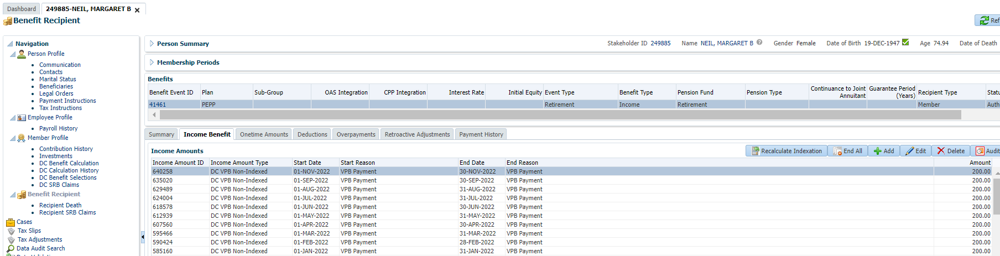 Dashboard 249885-NEIL, MARGARET B
Benefit Recipient
Ref
Navigation
Person Profile
Communication
Contacts
Marital Status
Beneficiaries
Legal Orders
Payment Instructions
Tax Instructions
Employee Profile
Payroll History
Member Profile
Contribution History
Investments
DC Benefit Calculation
DC Calculation History
DC Benefit Selections
DC SRB Claims
Benefit Recipient
Recipient Death
Recipient SRB Claims
Cases
Tax Slips
Tax Adjustments
Data Audit Search
Person Summary Stakeholder ID 249885 Name NEIL, MARGARET B Gender Female Date of Birth 19-DEC-1947 Age 74.94 Date of Death
Membership Periods
Benefits
Benefit Event ID Plan Sub-Group OAS Integration CPP Integration Interest Rate Initial Equity Event Type Benefit Type Pension Fund Pension Type Continuance to Joint Annuitant Guarantee Period (Years) Recipient Type Statu
41461 PEPP Retirement Income Retirement Member Auth
Summary Income Benefit Onetime Amounts Deductions Overpayments Retroactive Adjustments Payment History
Income Amounts Recalculate Indexation End All Add Edit Delete Audit
Income Amount ID Income Amount Type Start Date Start Reason End Date End Reason Amount
640258 DC VPB Non-Indexed 01-NOV-2022 VPB Payment 30-NOV-2022 VPB Payment 200.00
635020 DC VPB Non-Indexed 01-SEP-2022 VPB Payment 30-SEP-2022 VPB Payment 200.00
629489 DC VPB Non-Indexed 01-AUG-2022 VPB Payment 31-AUG-2022 VPB Payment 200.00
624004 DC VPB Non-Indexed 01-JUL-2022 VPB Payment 31-JUL-2022 VPB Payment 200.00
618578 DC VPB Non-Indexed 01-JUN-2022 VPB Payment 30-JUN-2022 VPB Payment 200.00
612939 DC VPB Non-Indexed 01-MAY-2022 VPB Payment 31-MAY-2022 VPB Payment 200.00
607560 DC VPB Non-Indexed 01-APR-2022 VPB Payment 30-APR-2022 VPB Payment 200.00
595466 DC VPB Non-Indexed 01-MAR-2022 VPB Payment 31-MAR-2022 VPB Payment 200.00
590424 DC VPB Non-Indexed 01-FEB-2022 VPB Payment 28-FEB-2022 VPB Payment 200.00
585160 DC VPB Non-Indexed 01-JAN-2022 VPB Payment 31-JAN-2022 VPB Payment 200.00